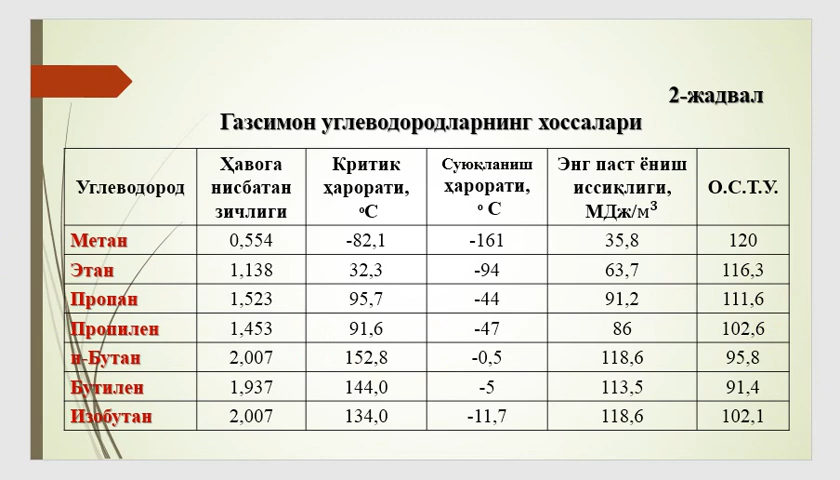 2-жадвал
Газсимон углеводородларнинг хоссалари
Углеводород Ҳавога нисбатан зичлиги Критик ҳарорати, ºС Суюқланиш ҳарорати, º С Энг паст ёниш иссиқлиги, МДж/м³ О.С.Т.У.
Метан 0,554 -82,1 -161 35,8 120
Этан 1,138 32,3 -94 63,7 116,3
Пропан 1,523 95,7 -44 91,2 111,6
Пропилен 1,453 91,6 -47 86 102,6
н-Бутан 2,007 152,8 -0,5 118,6 95,8
Бутилен 1,937 144,0 -5 113,5 91,4
Изобутан 2,007 134,0 -11,7 118,6 102,1